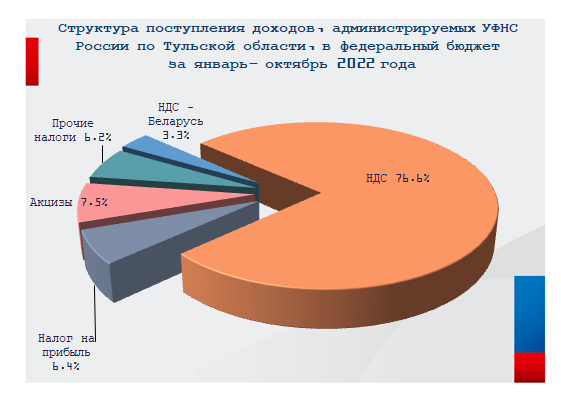 Структура поступления доходов, администрируемых УФНС
России по Тульской области, в федеральный бюджет
за январь- октябрь 2022 года
НДС -
Беларусь
3.3%
Прочие
налоги 6.2%
НДС 76.6%
Акцизы 7.5%
Налог на
прибыль
6.4%